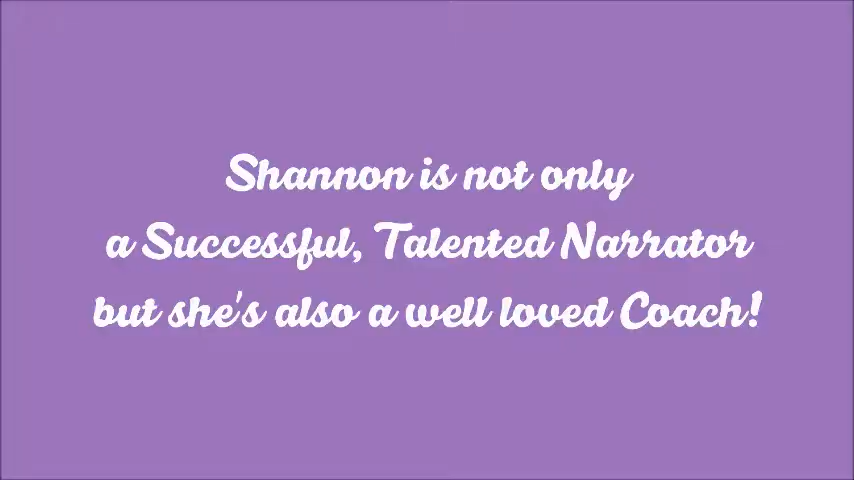 Shannon is not only
a Successful, Talented Narrator
but she's also a well loved Coach!